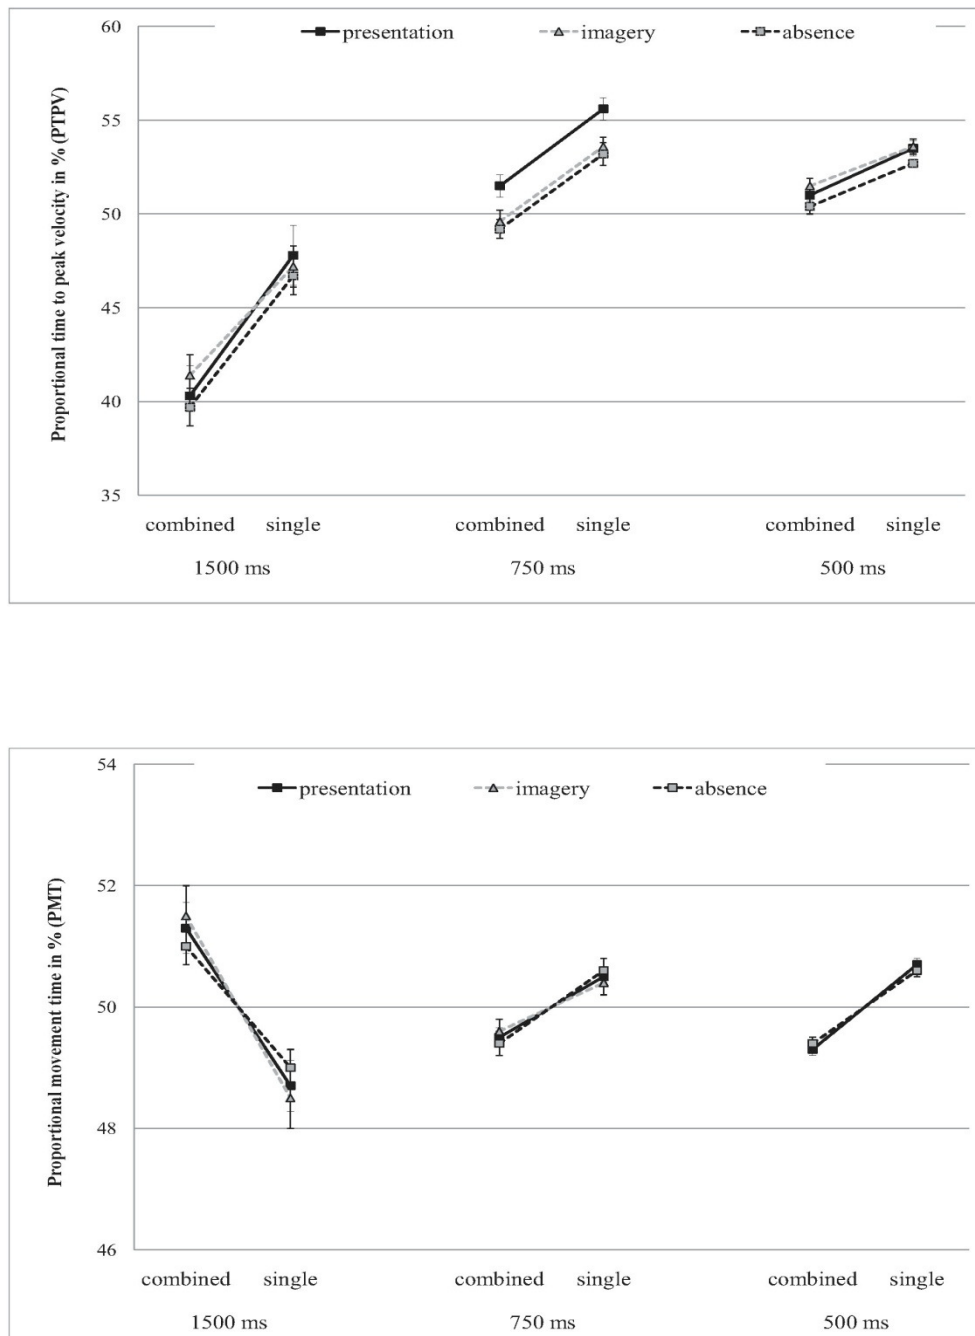 60
presentation imagery absence
55
50
45
40
35
Proportional time to peak velocity in % (PTPV)
combined single combined single combined single
1500 ms 750 ms 500 ms
54
presentation imagery absence
52
50
48
46
Proportional movement time in % (PMT)
combined single combined single combined single
1500 ms 750 ms 500 ms